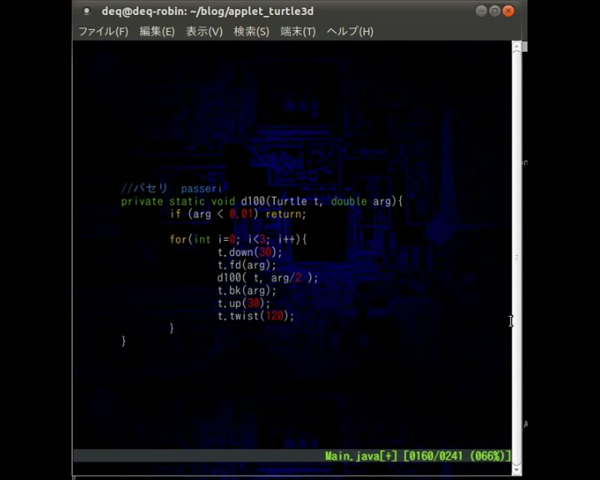 deq@deq-robin: ~/blog/applet_turtle3d
ファイル(F) 編集(E) 表示(V) 検索(S) 端末(T) ヘルプ(H)
//パセリ passeri
private static void d100(Turtle t, double arg){
if (arg < 0.01) return;
for(int i=0; i<3; i++){
t.down(30);
t.fd(arg);
d100( t, arg/2 );
t.bk(arg);
t.up(30);
t.twist(120);
}
}
Main.java[+] [0160/0241 (066%)]